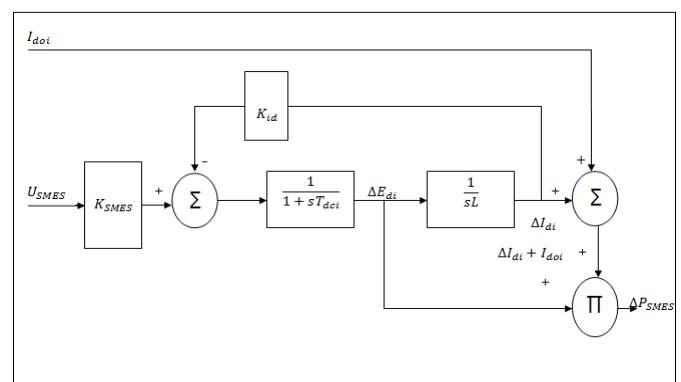 I_doi
K_id
-
+
U_SMES
K_SMES
+
Σ
1
1 + sT_dci
ΔE_di
1
sL
+
Σ
ΔI_di
ΔI_di + I_doi
+
+
Π
ΔP_SMES